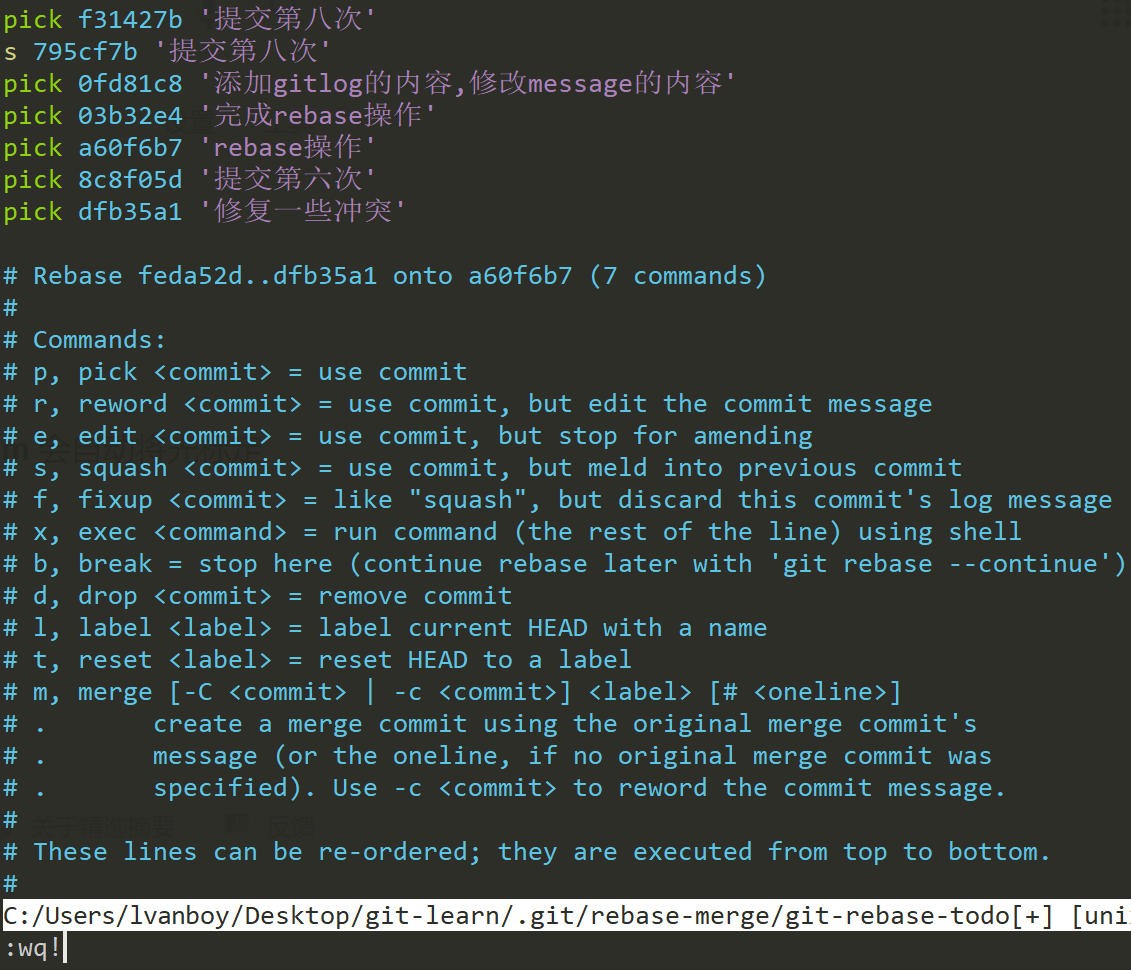 pick f31427b '提交第八次'
s 795cf7b '提交第八次'
pick 0fd81c8 '添加gitlog的内容,修改message的内容'
pick 03b32e4 '完成rebase操作'
pick a60f6b7 'rebase操作'
pick 8c8f05d '提交第六次'
pick dfb35a1 '修复一些冲突'
# Rebase feda52d..dfb35a1 onto a60f6b7 (7 commands)
#
# Commands:
# p, pick <commit> = use commit
# r, reword <commit> = use commit, but edit the commit message
# e, edit <commit> = use commit, but stop for amending
# s, squash <commit> = use commit, but meld into previous commit
# f, fixup <commit> = like "squash", but discard this commit's log message
# x, exec <command> = run command (the rest of the line) using shell
# b, break = stop here (continue rebase later with 'git rebase --continue')
# d, drop <commit> = remove commit
# l, label <label> = label current HEAD with a name
# t, reset <label> = reset HEAD to a label
# m, merge [-C <commit> | -c <commit>] <label> [# <oneline>]
# .       create a merge commit using the original merge commit's
# .       message (or the oneline, if no original merge commit was
# .       specified). Use -c <commit> to reword the commit message.
#
# These lines can be re-ordered; they are executed from top to bottom.
#
C:/Users/lvanboy/Desktop/git-learn/.git/rebase-merge/git-rebase-todo[+] [uni
:wq!